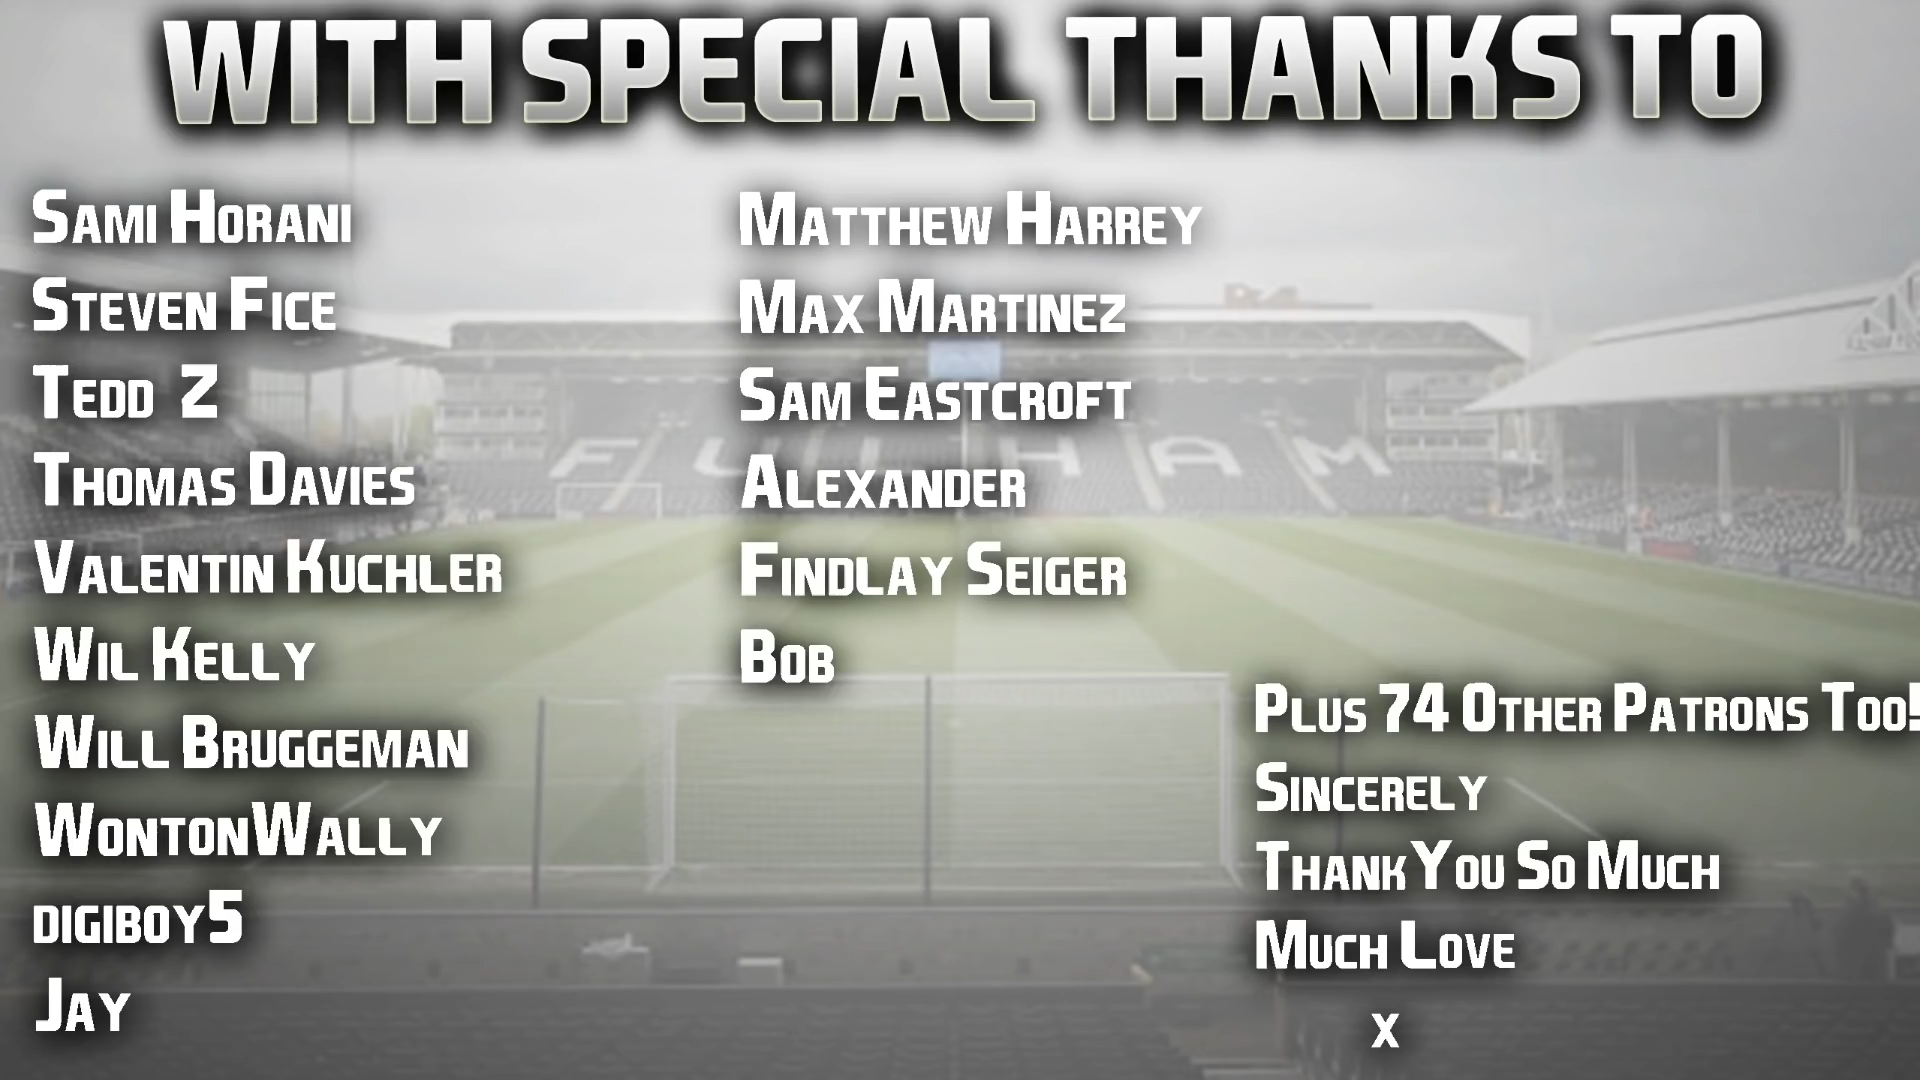 WITH SPECIAL THANKS TO
Sami Horani
Steven Fice
Tedd Z
Thomas Davies
Valentin Kuchler
Wil Kelly
Will Bruggeman
WontonWally
digiboy5
Jay
Matthew Harrey
Max Martinez
Sam Eastcroft
Alexander
Findlay Seiger
Bob
Plus 74 Other Patrons Too!
Sincerely
Thank You So Much
Much Love
x
FULHAM